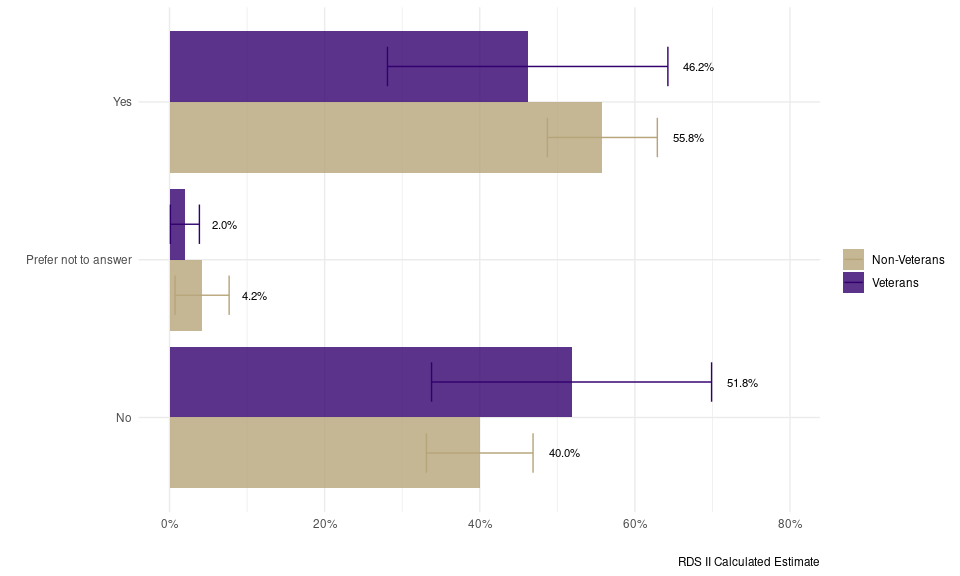 46.2%
Yes
55.8%
2.0%
Prefer not to answer
4.2%
Non-Veterans
Veterans
51.8%
No
40.0%
0% 20% 40% 60% 80%
RDS II Calculated Estimate